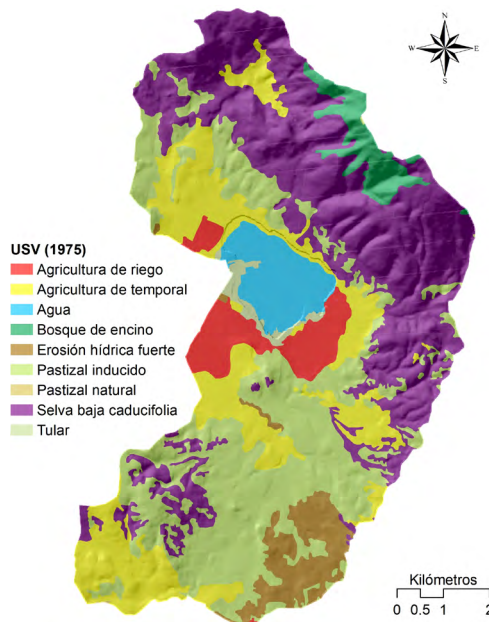 N
W E
S
USV (1975)
Agricultura de riego
Agricultura de temporal
Agua
Bosque de encino
Erosión hídrica fuerte
Pastizal inducido
Pastizal natural
Selva baja caducifolia
Tular
Kilómetros
0 0.5 1 2